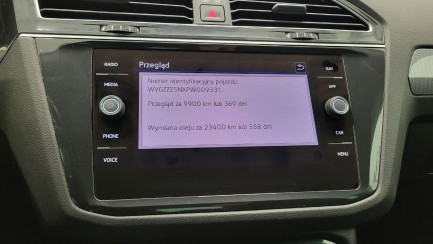 RADIO
MEDIA
PHONE
VOICE
Przegląd
Numer identyfikacyjny pojazdu:
Przegląd za 9900 km lub 369 dni
Wymiana oleju za 23400 km lub 558 dni
NAV
APP
CAR
MENU